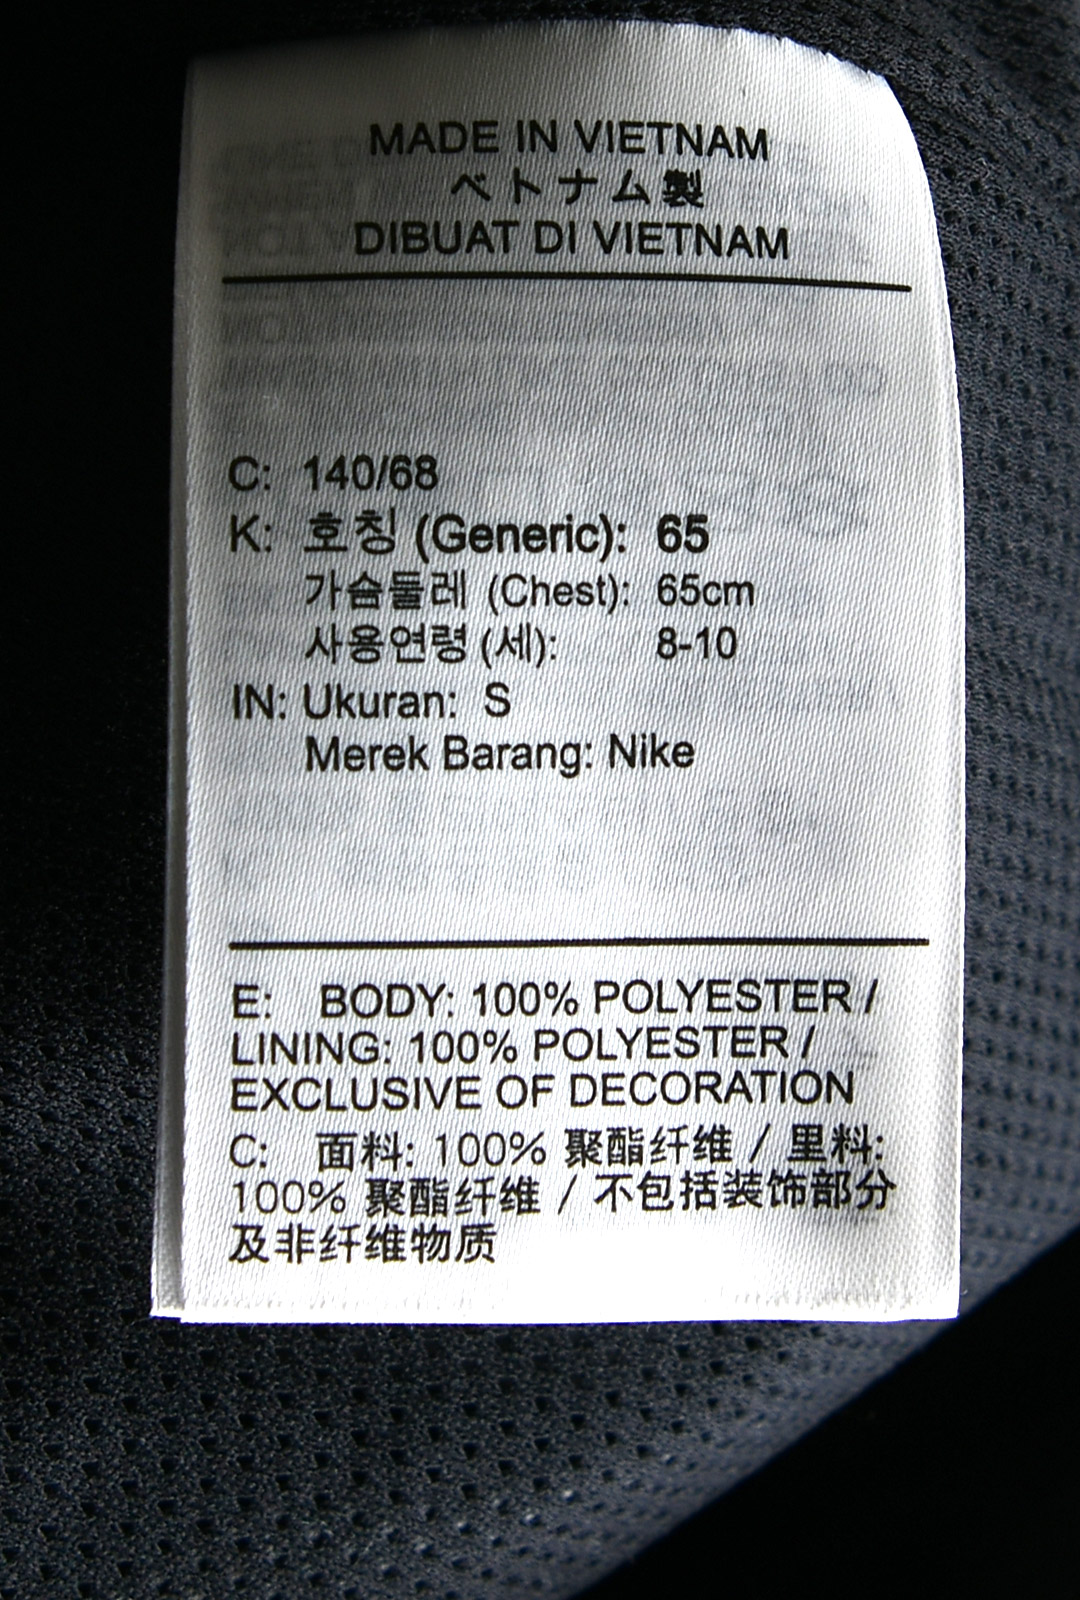 MADE IN VIETNAM
ベトナム製
DIBUAT DI VIETNAM
C: 140/68
K: 호칭 (Generic): 65
가슴둘레 (Chest): 65cm
사용연령 (세): 8-10
IN: Ukuran: S
Merek Barang: Nike
E: BODY: 100% POLYESTER /
LINING: 100% POLYESTER /
EXCLUSIVE OF DECORATION
C: 面料: 100% 聚酯纤维 / 里料:
100% 聚酯纤维 / 不包括装饰部分
及非纤维物质